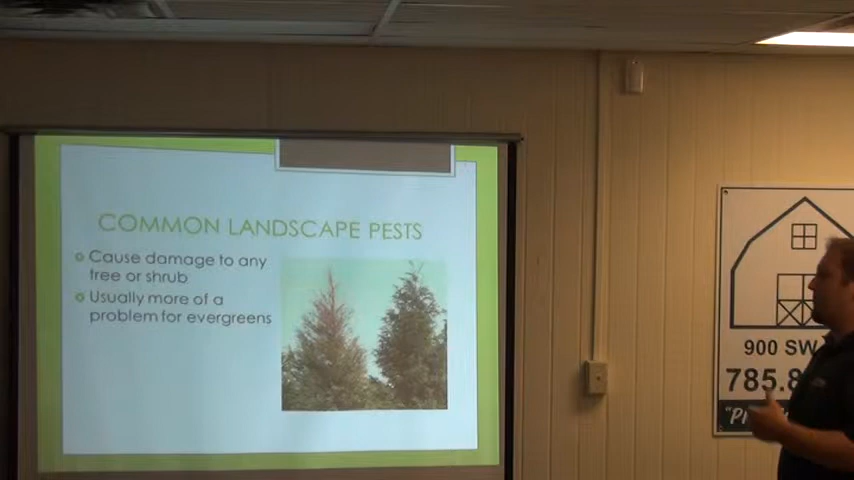 COMMON LANDSCAPE PESTS
Cause damage to any
tree or shrub
Usually more of a
problem for evergreens
900 SW
785.8